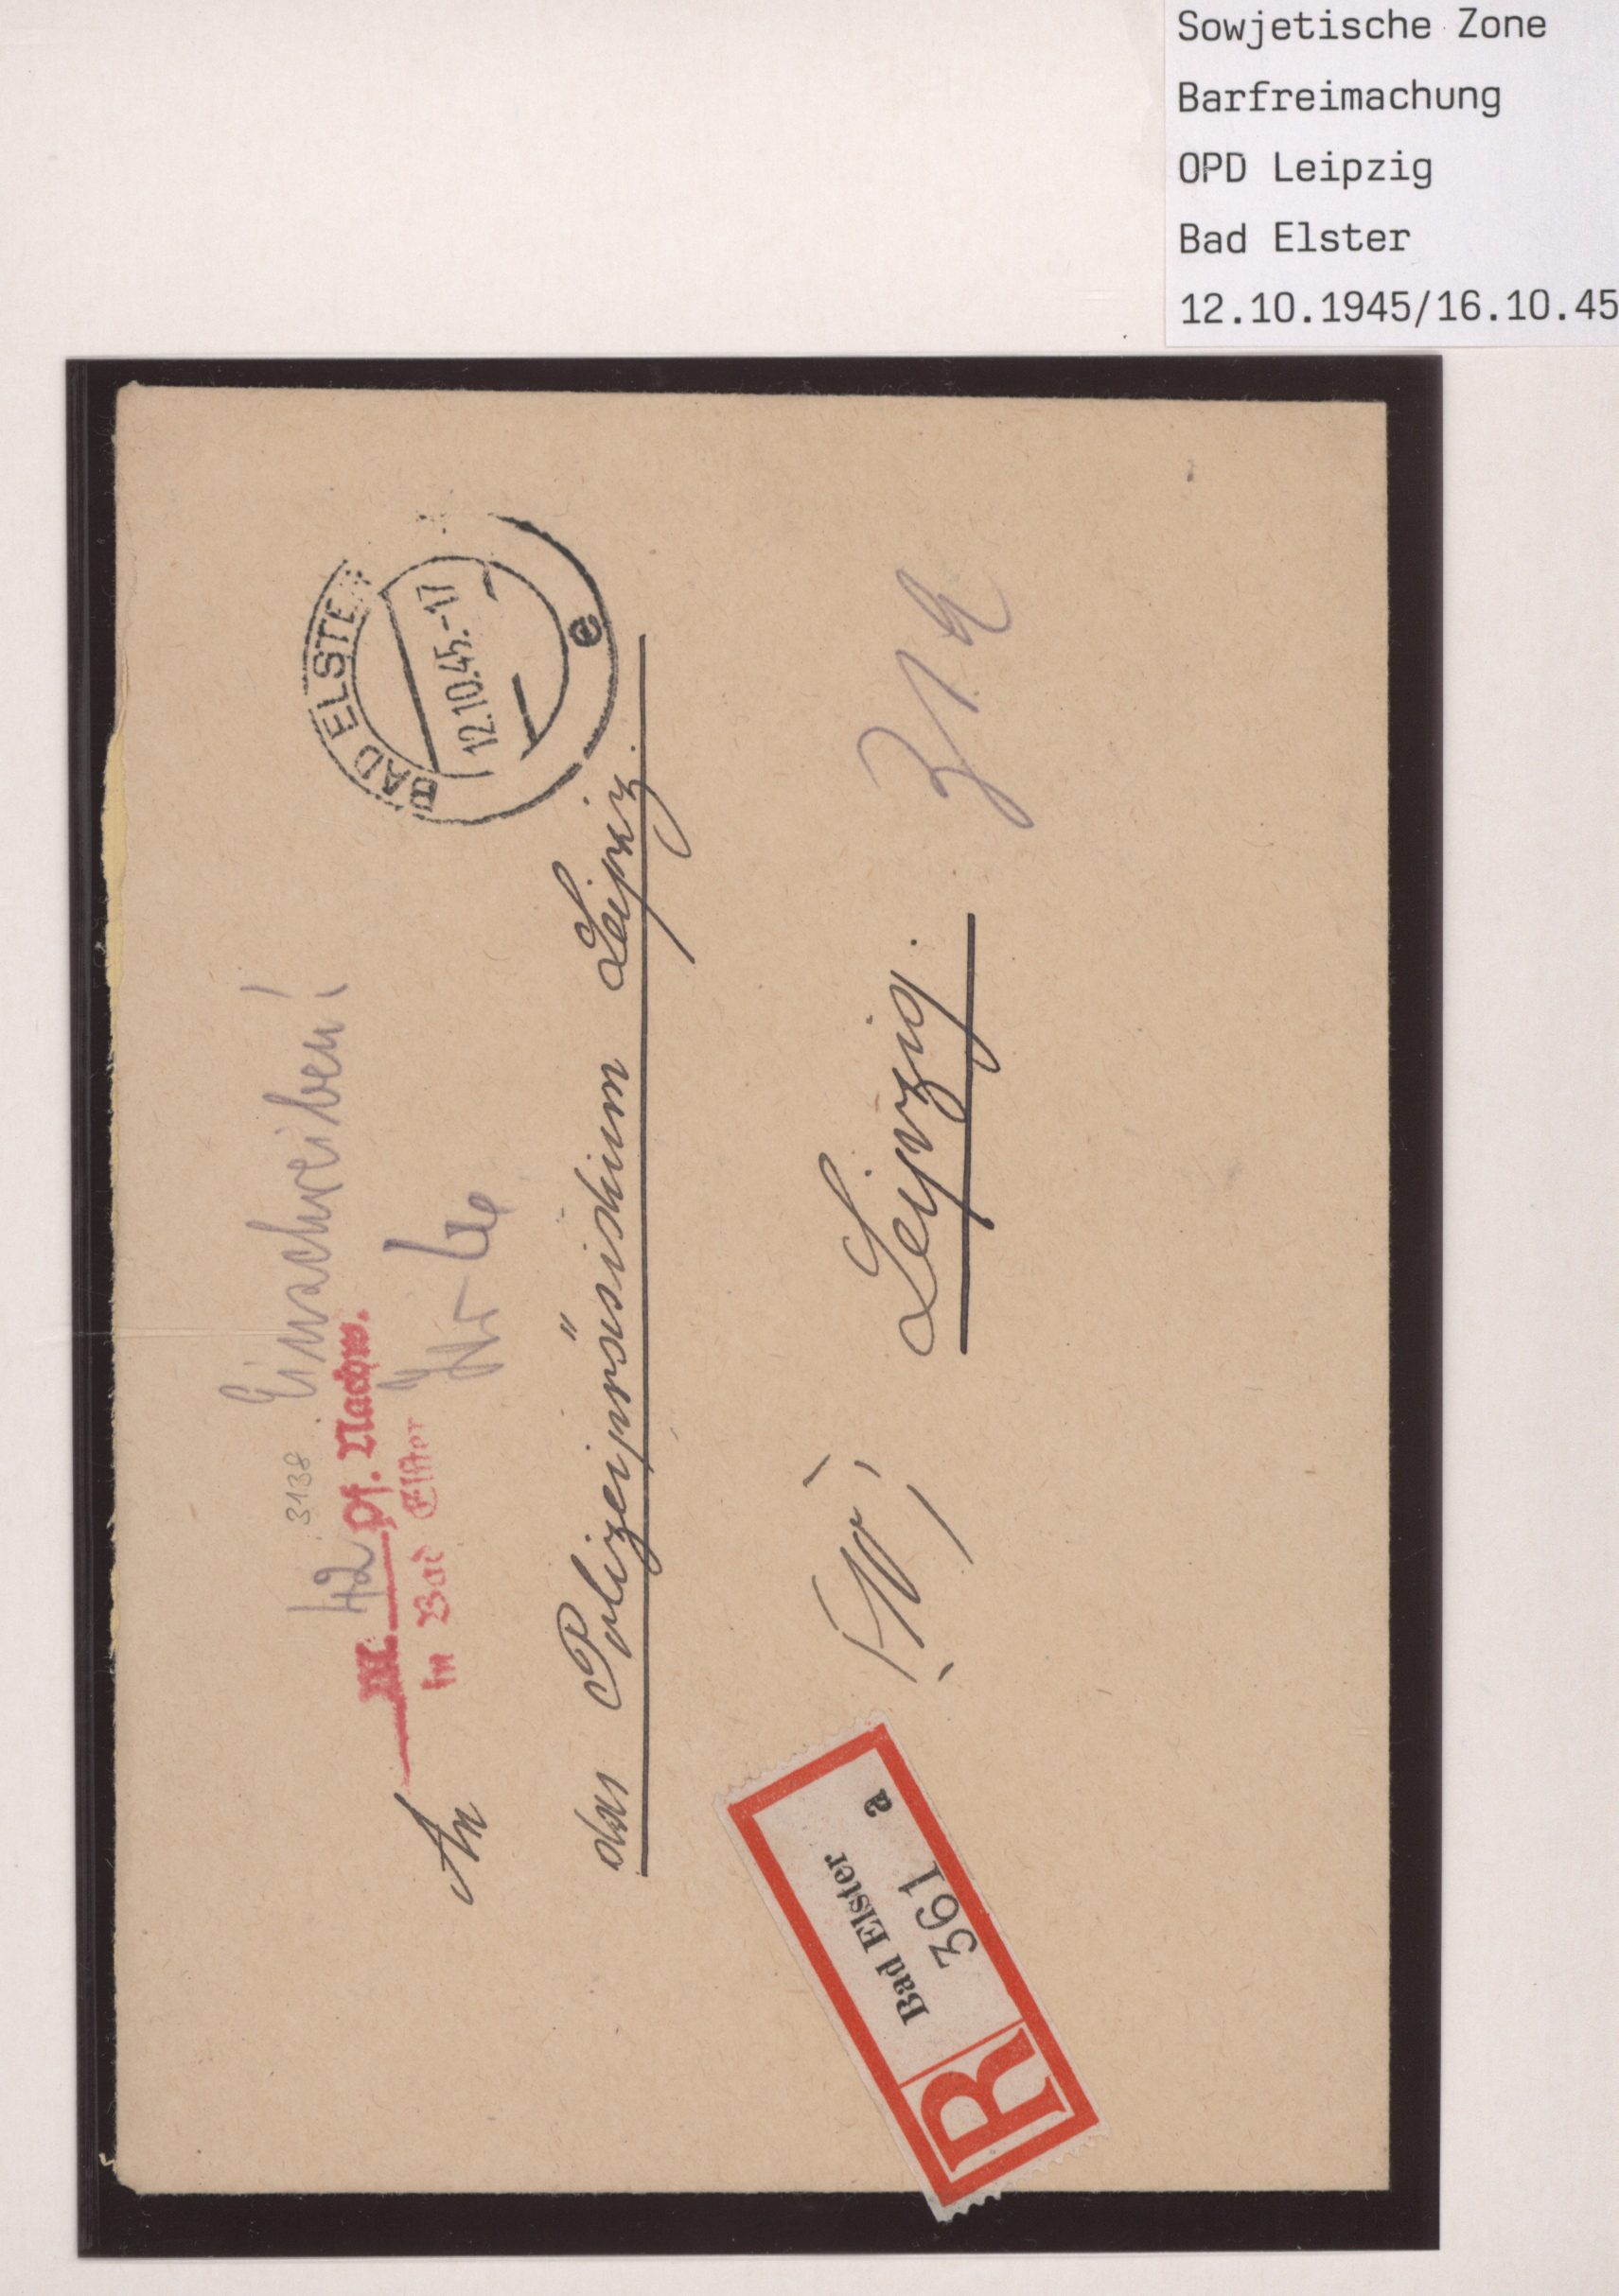 Sowjetische Zone
Barfreimachung
OPD Leipzig
Bad Elster
12.10.1945/16.10.45
3138
Einschreiben!
M. 42 Pf. Nachw.
in Bad Elster
BAD ELSTER
12.10.45.-17
e
An
das Polizeipräsidium Leipzig.
Leipzig.
R
Bad Elster
361
a